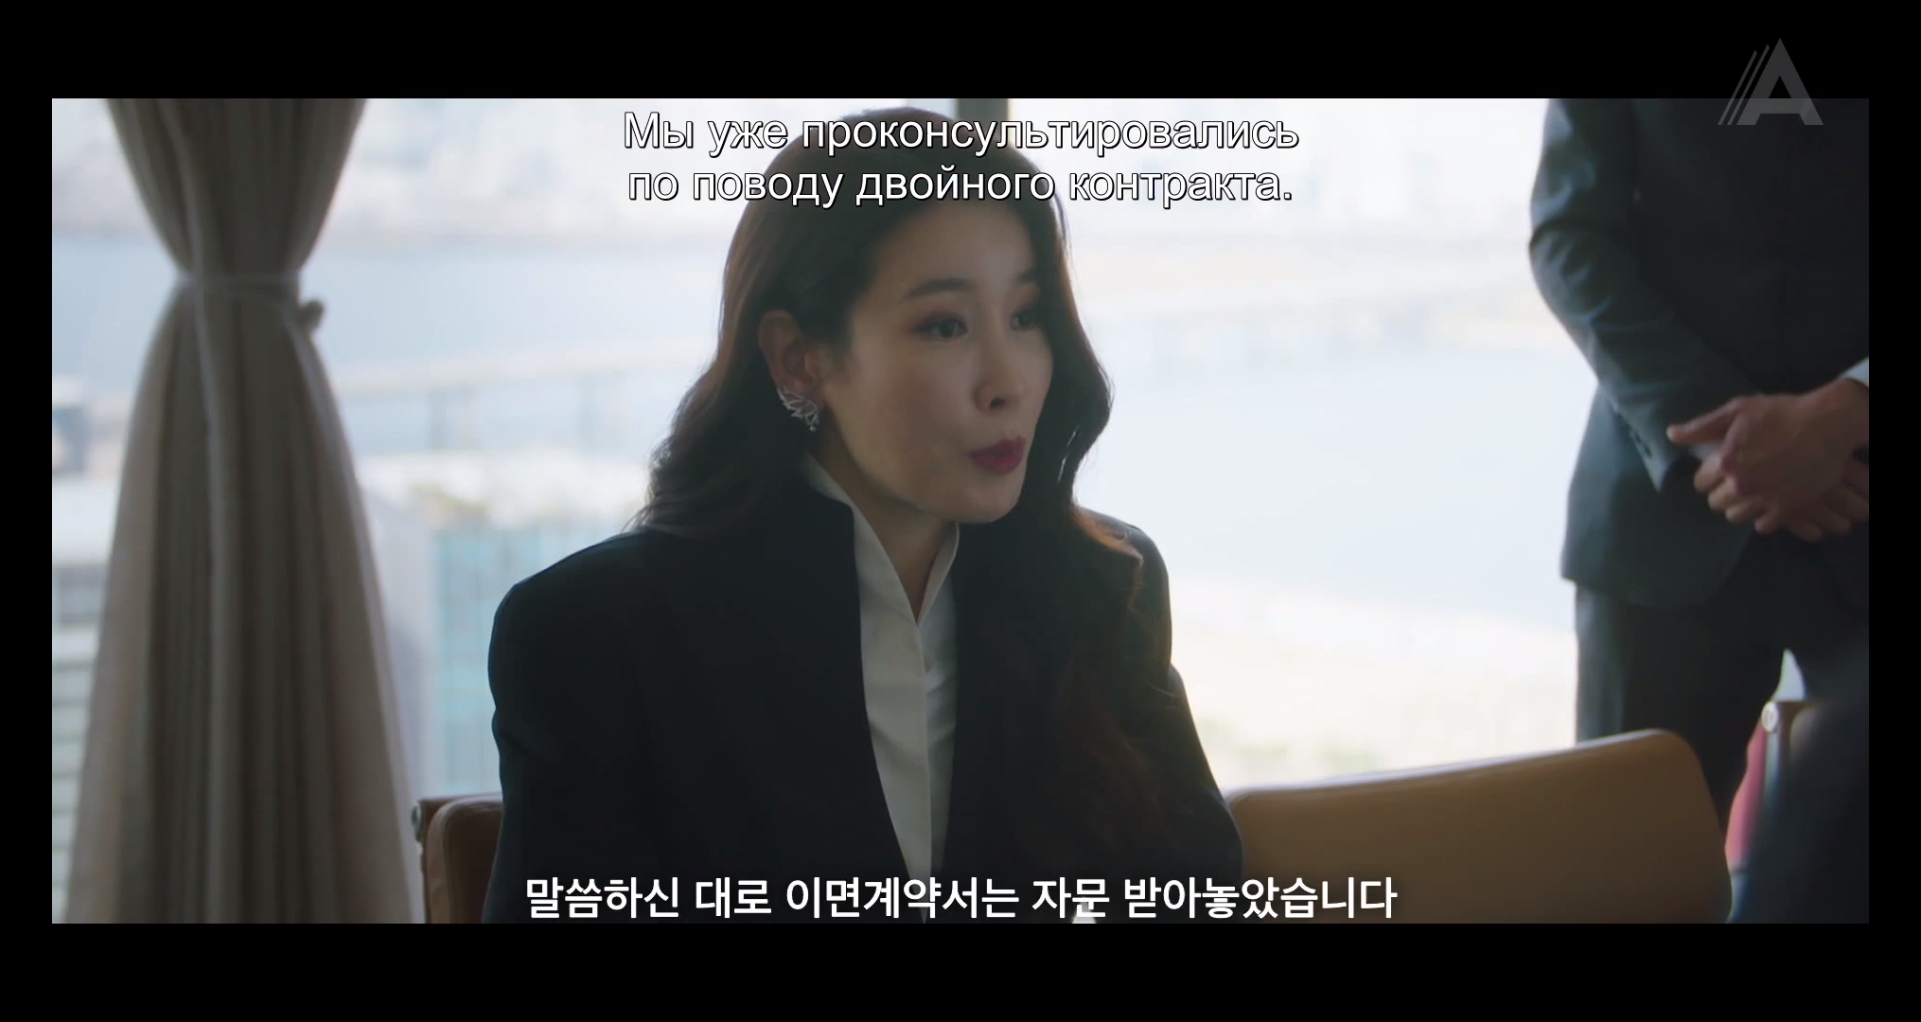 Мы уже проконсультировались
по поводу двойного контракта.
말씀하신 대로 이면계약서는 자문 받아놓았습니다